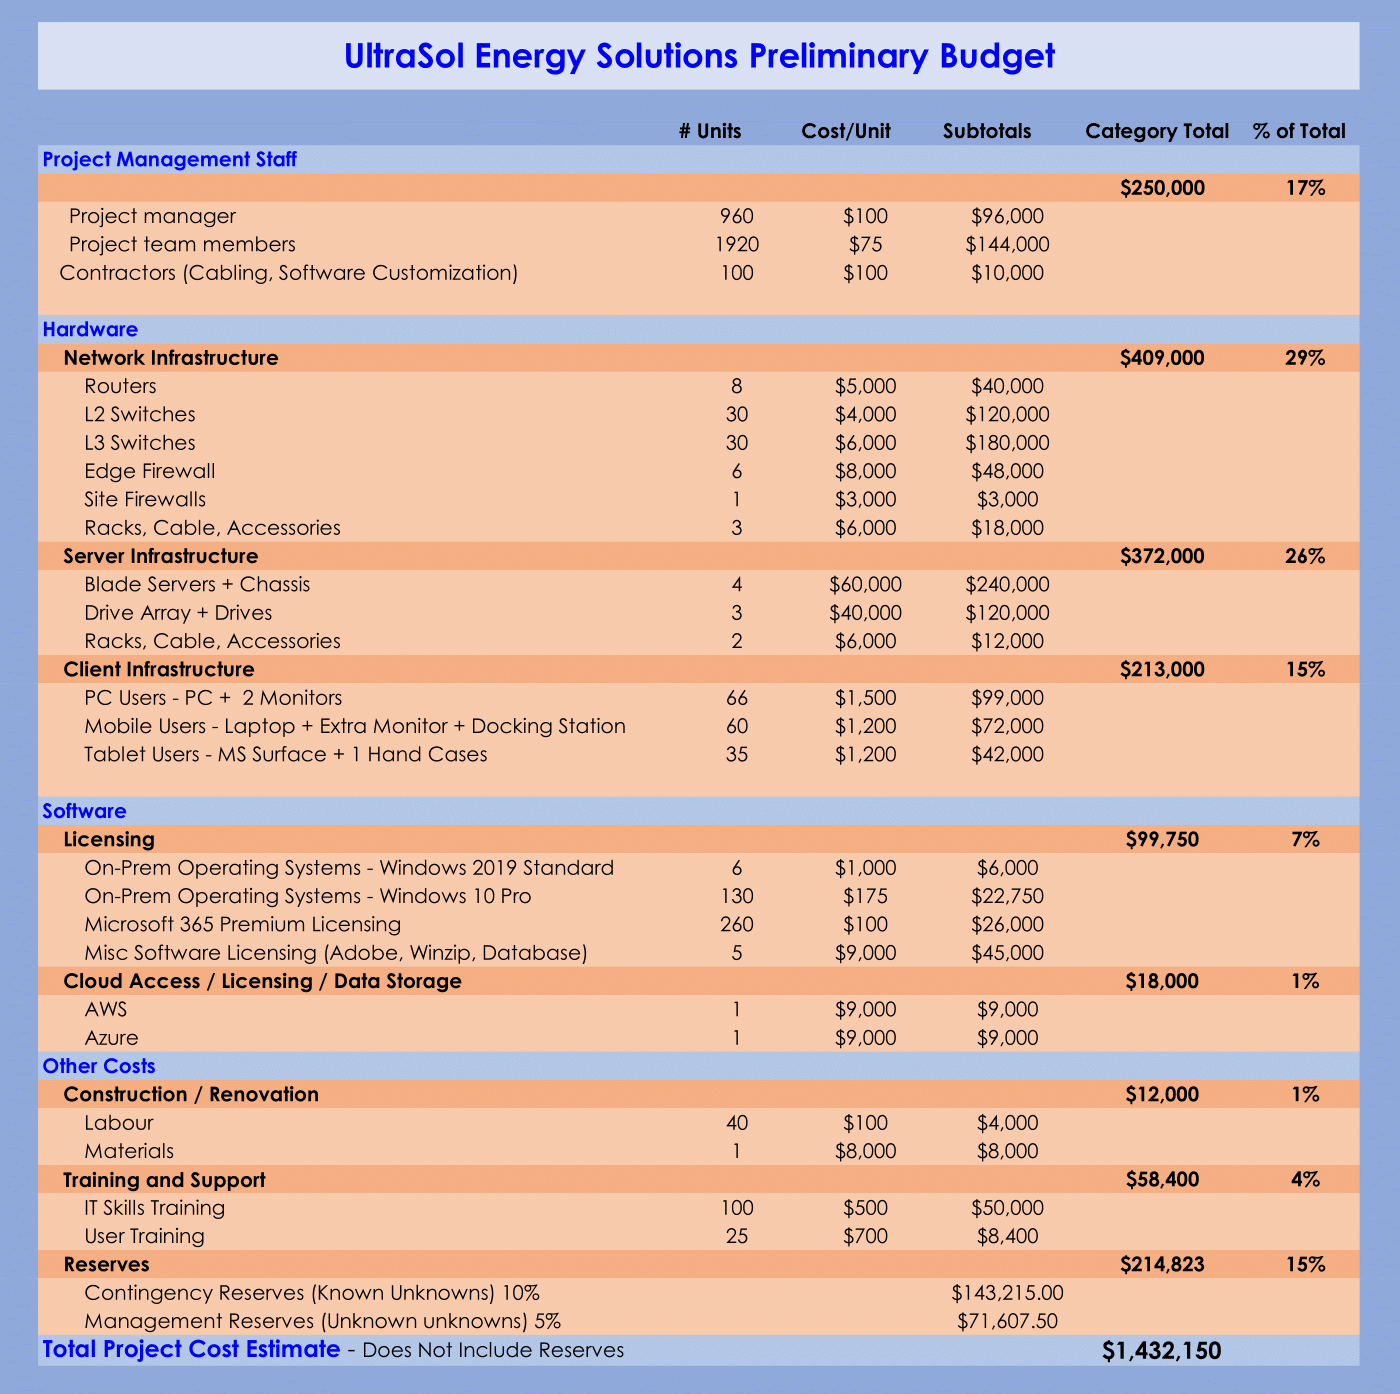 UltraSol Energy Solutions Preliminary Budget
# Units Cost/Unit Subtotals Category Total % of Total
Project Management Staff
$250,000 17%
Project manager 960 $100 $96,000
Project team members 1920 $75 $144,000
Contractors (Cabling, Software Customization) 100 $100 $10,000
Hardware
Network Infrastructure $409,000 29%
Routers 8 $5,000 $40,000
L2 Switches 30 $4,000 $120,000
L3 Switches 30 $6,000 $180,000
Edge Firewall 6 $8,000 $48,000
Site Firewalls 1 $3,000 $3,000
Racks, Cable, Accessories 3 $6,000 $18,000
Server Infrastructure $372,000 26%
Blade Servers + Chassis 4 $60,000 $240,000
Drive Array + Drives 3 $40,000 $120,000
Racks, Cable, Accessories 2 $6,000 $12,000
Client Infrastructure $213,000 15%
PC Users - PC + 2 Monitors 66 $1,500 $99,000
Mobile Users - Laptop + Extra Monitor + Docking Station 60 $1,200 $72,000
Tablet Users - MS Surface + 1 Hand Cases 35 $1,200 $42,000
Software
Licensing $99,750 7%
On-Prem Operating Systems - Windows 2019 Standard 6 $1,000 $6,000
On-Prem Operating Systems - Windows 10 Pro 130 $175 $22,750
Microsoft 365 Premium Licensing 260 $100 $26,000
Misc Software Licensing (Adobe, Winzip, Database) 5 $9,000 $45,000
Cloud Access / Licensing / Data Storage $18,000 1%
AWS 1 $9,000 $9,000
Azure 1 $9,000 $9,000
Other Costs
Construction / Renovation $12,000 1%
Labour 40 $100 $4,000
Materials 1 $8,000 $8,000
Training and Support $58,400 4%
IT Skills Training 100 $500 $50,000
User Training 25 $700 $8,400
Reserves $214,823 15%
Contingency Reserves (Known Unknowns) 10% $143,215.00
Management Reserves (Unknown unknowns) 5% $71,607.50
Total Project Cost Estimate - Does Not Include Reserves $1,432,150